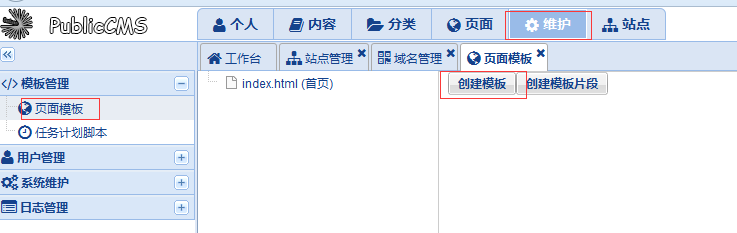 PublicCMS
个人
内容
分类
页面
维护
站点
工作台
站点管理
域名管理
页面模板
模板管理
页面模板
任务计划脚本
用户管理
系统维护
日志管理
index.html (首页)
创建模板
创建模板片段